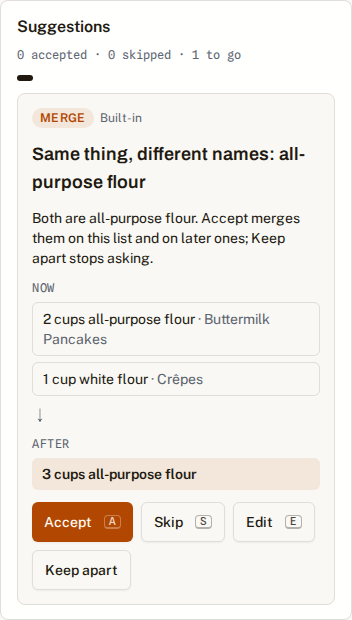 Suggestions
0 accepted · 0 skipped · 1 to go
MERGE Built-in
Same thing, different names: all-
purpose flour
Both are all-purpose flour. Accept merges
them on this list and on later ones; Keep
apart stops asking.
NOW
2 cups all-purpose flour · Buttermilk
Pancakes
1 cup white flour · Crêpes
↓
AFTER
3 cups all-purpose flour
Accept A Skip S Edit E
Keep apart